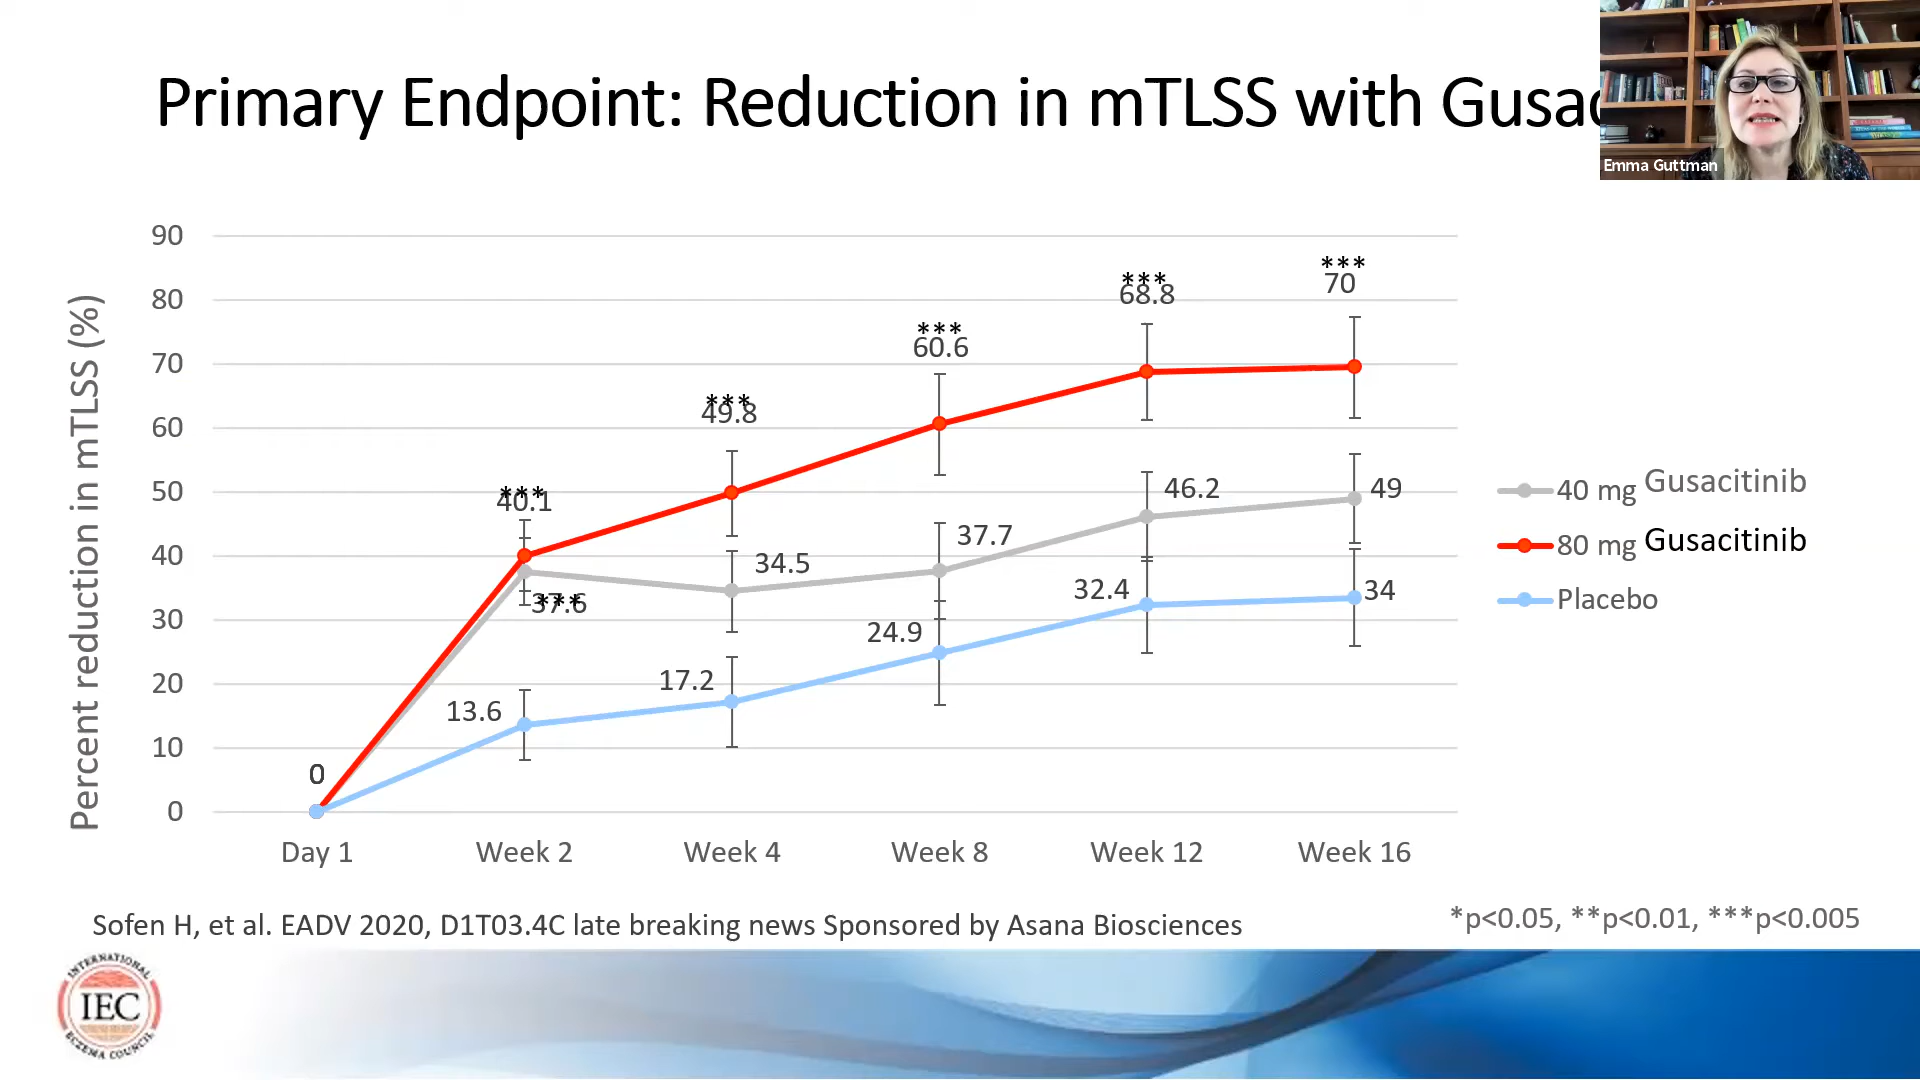 Primary Endpoint: Reduction in mTLSS with Gusac
Emma Guttman
Percent reduction in mTLSS (%)
90
80
70
60
50
40
30
20
10
0
***
70
***
68.8
***
60.6
***
49.8
***
40.1
49
46.2
37.7
34.5
37.6
***
34
32.4
24.9
17.2
13.6
0
Day 1 Week 2 Week 4 Week 8 Week 12 Week 16
40 mg Gusacitinib
80 mg Gusacitinib
Placebo
Sofen H, et al. EADV 2020, D1T03.4C late breaking news Sponsored by Asana Biosciences
*p<0.05, **p<0.01, ***p<0.005
INTERNATIONAL
IEC
ECZEMA COUNCIL